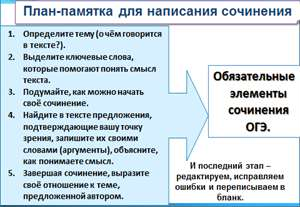 План-памятка для написания сочинения
1. Определите тему (о чём говорится
в тексте?).
2. Выделите ключевые слова,
которые помогают понять смысл
текста.
3. Подумайте, как можно начать
своё сочинение.
4. Найдите в тексте предложения,
подтверждающие вашу точку
зрения, запишите их своими
словами (аргументы), объясните,
как понимаете смысл.
5. Завершая сочинение, выразите
своё отношение к теме,
предложенной автором.
Обязательные
элементы
сочинения
ОГЭ.
И последний этап –
редактируем, исправляем
ошибки и переписываем в
бланк.